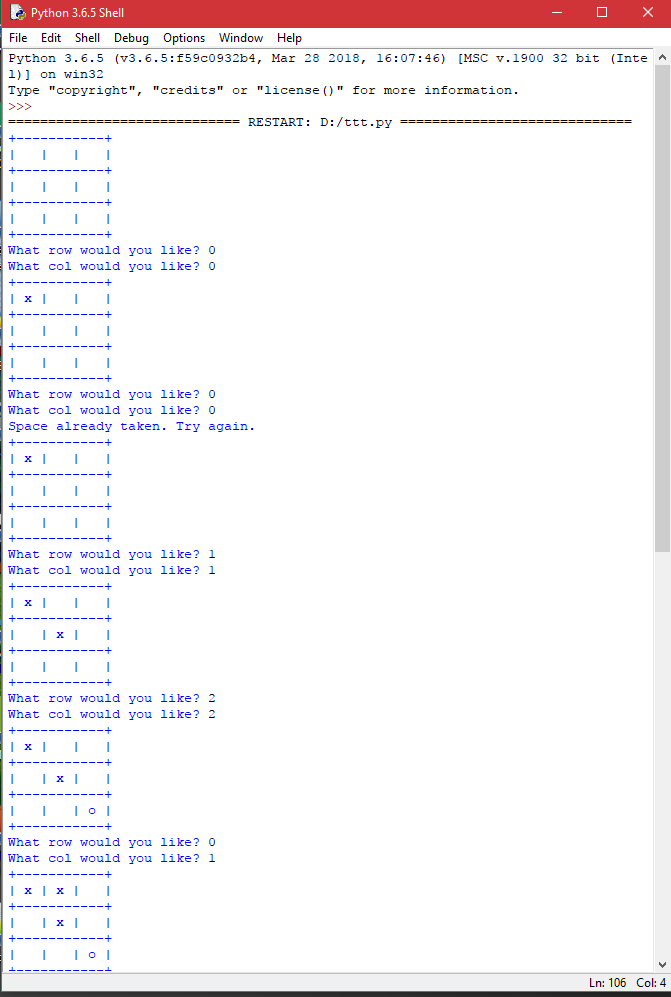 Python 3.6.5 Shell
File Edit Shell Debug Options Window Help
Python 3.6.5 (v3.6.5:f59c0932b4, Mar 28 2018, 16:07:46) [MSC v.1900 32 bit (Inte
l)] on win32
Type "copyright", "credits" or "license()" for more information.
>>>
============================= RESTART: D:/ttt.py =============================
+-----------+
|   |   |   |
+-----------+
|   |   |   |
+-----------+
|   |   |   |
+-----------+
What row would you like? 0
What col would you like? 0
+-----------+
| x |   |   |
+-----------+
|   |   |   |
+-----------+
|   |   |   |
+-----------+
What row would you like? 0
What col would you like? 0
Space already taken. Try again.
+-----------+
| x |   |   |
+-----------+
|   |   |   |
+-----------+
|   |   |   |
+-----------+
What row would you like? 1
What col would you like? 1
+-----------+
| x |   |   |
+-----------+
|   | x |   |
+-----------+
|   |   |   |
+-----------+
What row would you like? 2
What col would you like? 2
+-----------+
| x |   |   |
+-----------+
|   | x |   |
+-----------+
|   |   | o |
+-----------+
What row would you like? 0
What col would you like? 1
+-----------+
| x | x |   |
+-----------+
|   | x |   |
+-----------+
|   |   | o |
+-----------+
Ln: 106 Col: 4